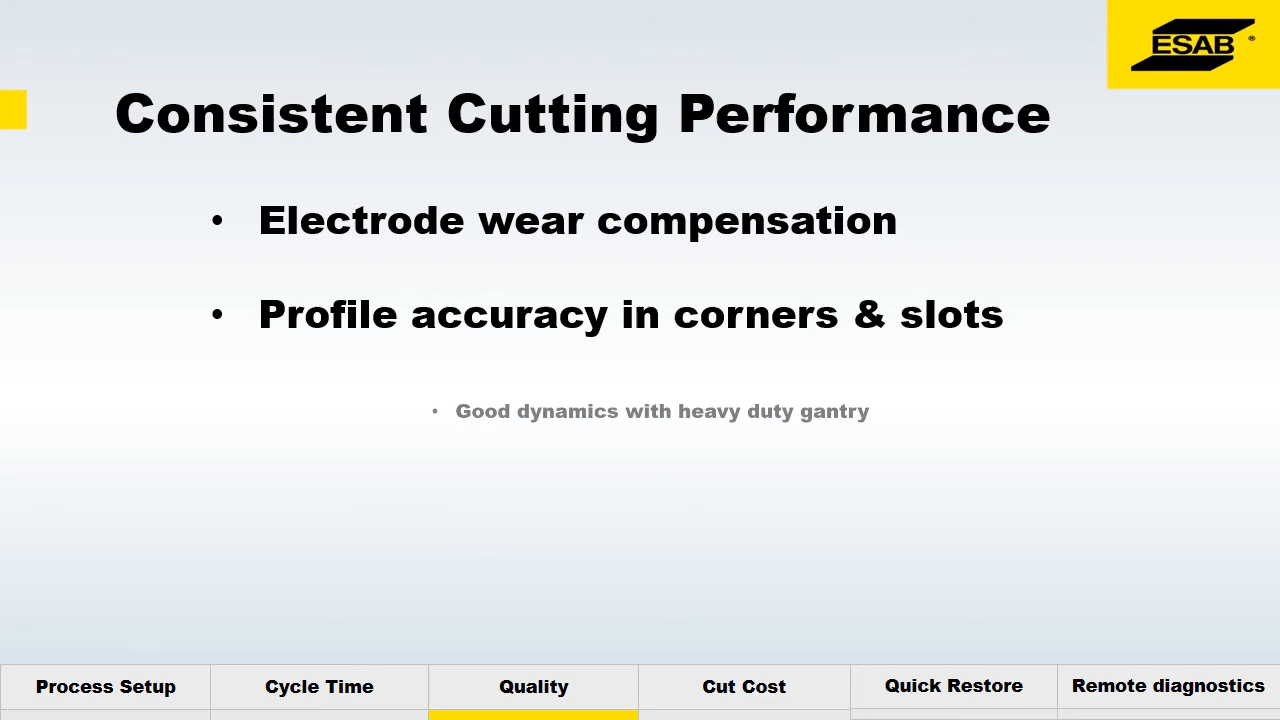 ESAB ®
Consistent Cutting Performance
• Electrode wear compensation
• Profile accuracy in corners & slots
• Good dynamics with heavy duty gantry
Process Setup
Cycle Time
Quality
Cut Cost
Quick Restore
Remote diagnostics